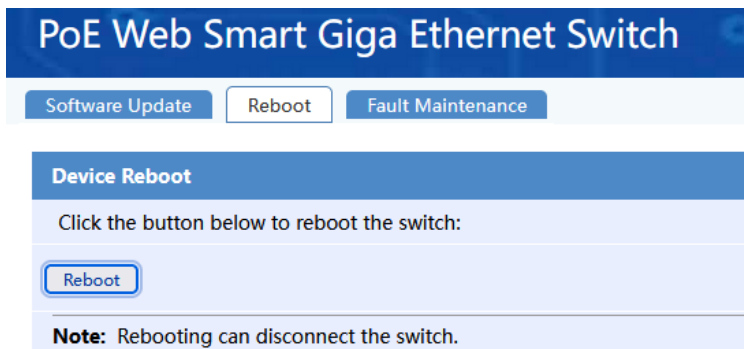 PoE Web Smart Giga Ethernet Switch
Software Update Reboot Fault Maintenance
Device Reboot
Click the button below to reboot the switch:
Reboot
Note: Rebooting can disconnect the switch.